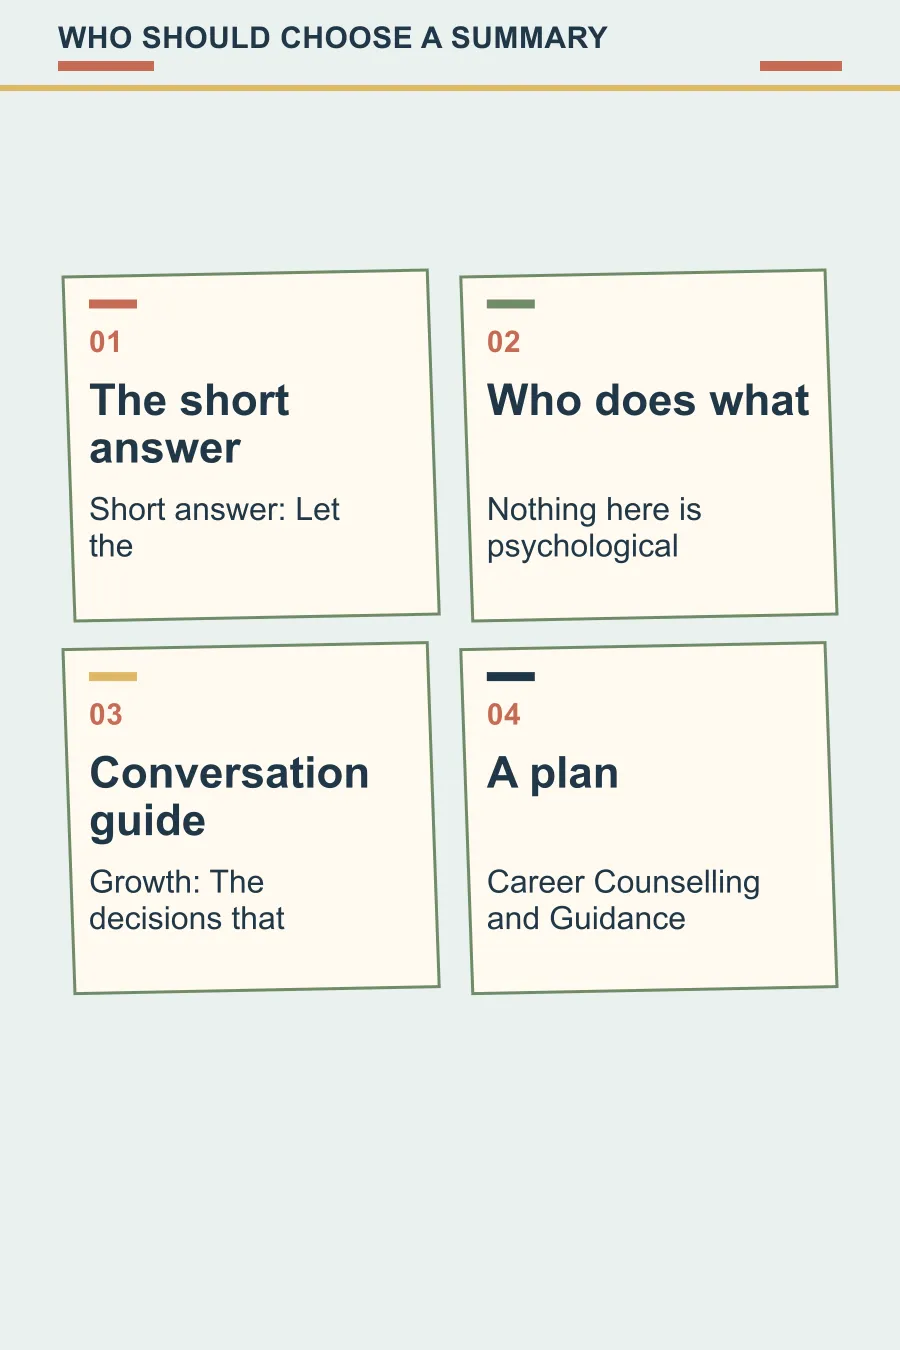 WHO SHOULD CHOOSE A SUMMARY
01
The short
answer
Short answer: Let
the
02
Who does what
Nothing here is
psychological
03
Conversation
guide
Growth: The
decisions that
04
A plan
Career Counselling
and Guidance